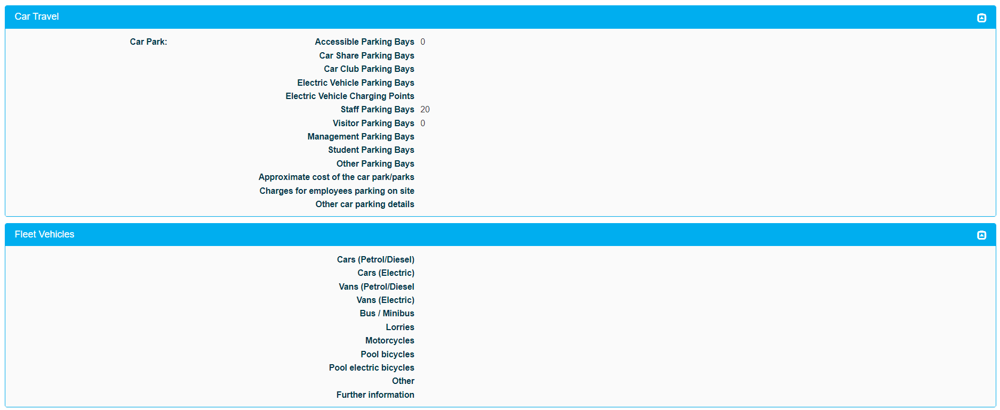 Car Travel
Car Park: Accessible Parking Bays 0
Car Share Parking Bays
Car Club Parking Bays
Electric Vehicle Parking Bays
Electric Vehicle Charging Points
Staff Parking Bays 20
Visitor Parking Bays 0
Management Parking Bays
Student Parking Bays
Other Parking Bays
Approximate cost of the car park/parks
Charges for employees parking on site
Other car parking details
Fleet Vehicles
Cars (Petrol/Diesel)
Cars (Electric)
Vans (Petrol/Diesel
Vans (Electric)
Bus / Minibus
Lorries
Motorcycles
Pool bicycles
Pool electric bicycles
Other
Further information